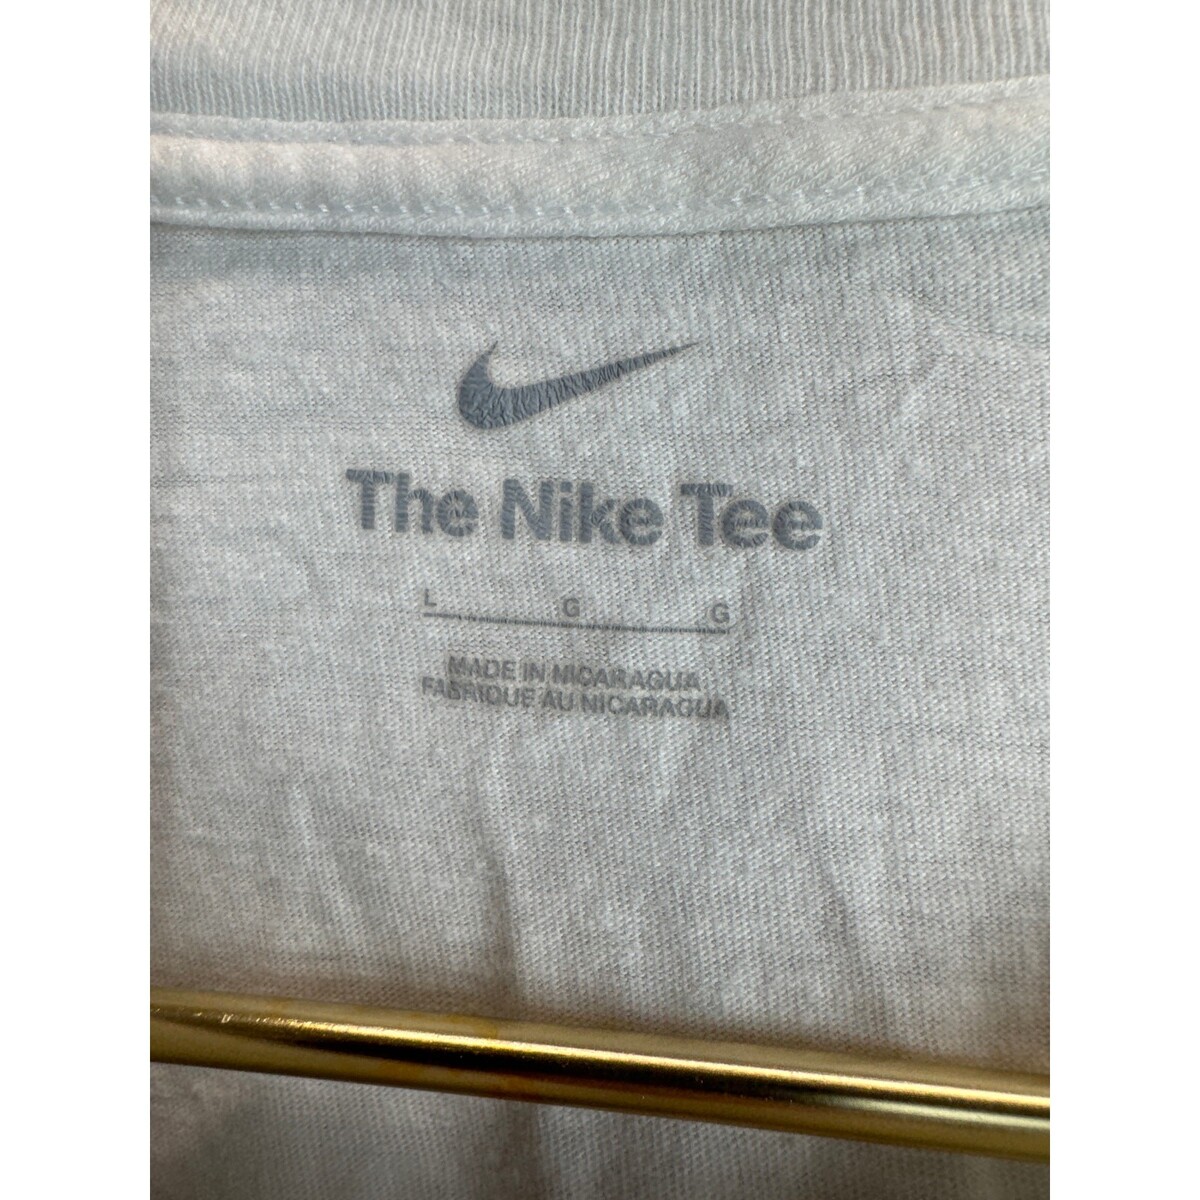 The Nike Tee
L G G
MADE IN NICARAGUA
FABRIQUE AU NICARAGUA